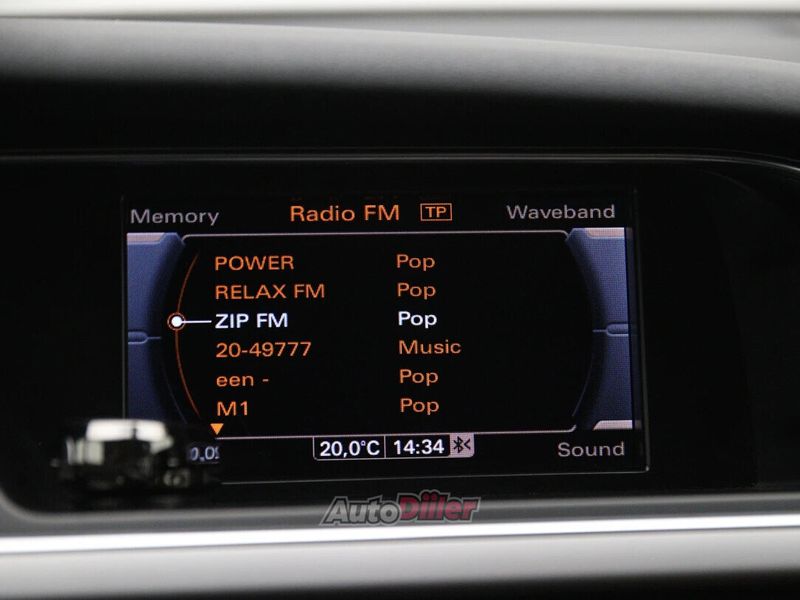 Memory Radio FM TP Waveband
POWER Pop
RELAX FM Pop
ZIP FM Pop
20-49777 Music
een - Pop
M1 Pop
20,0°C 14:34 Sound
AutoDiiler